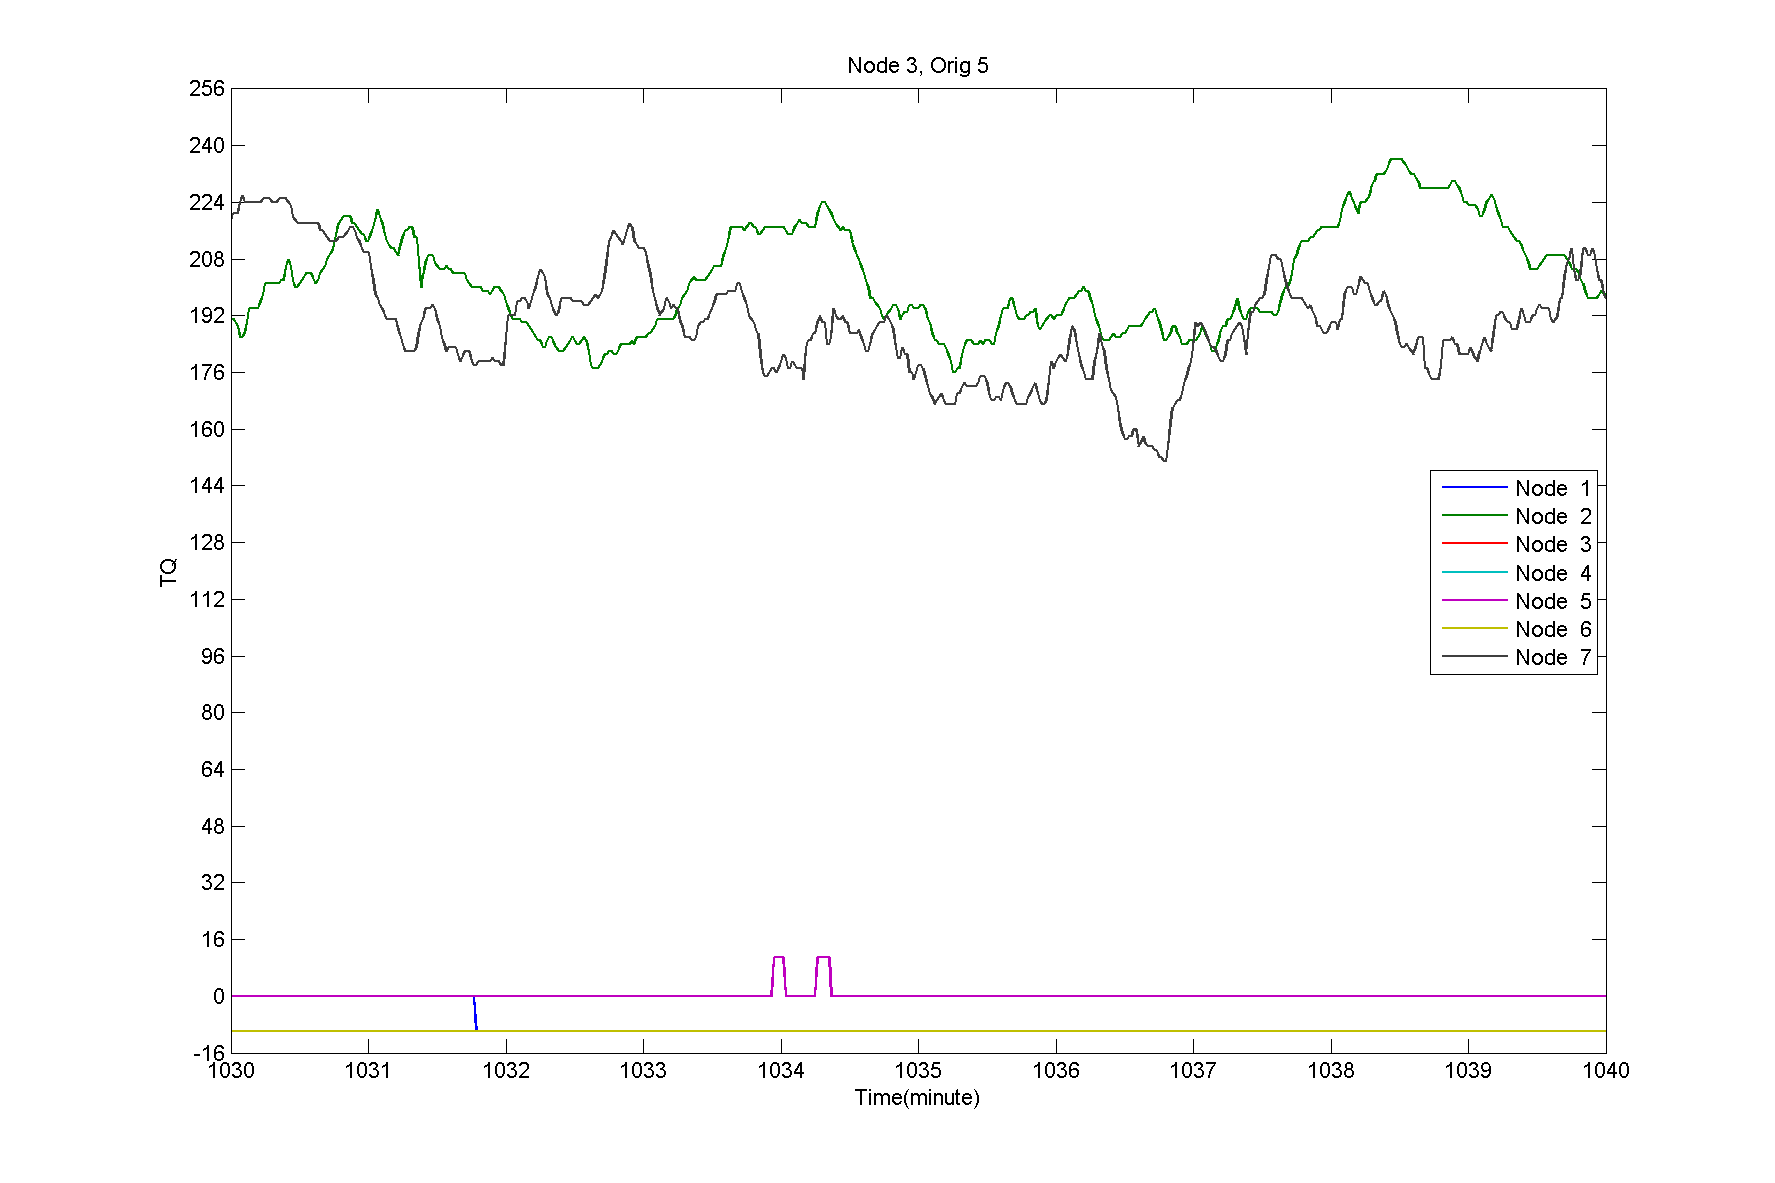 Node 3, Orig 5
256
240
224
208
192
176
160
144
128
112
96
80
64
48
32
16
0
-16
TQ
Node 1
Node 2
Node 3
Node 4
Node 5
Node 6
Node 7
1030 1031 1032 1033 1034 1035 1036 1037 1038 1039 1040
Time(minute)